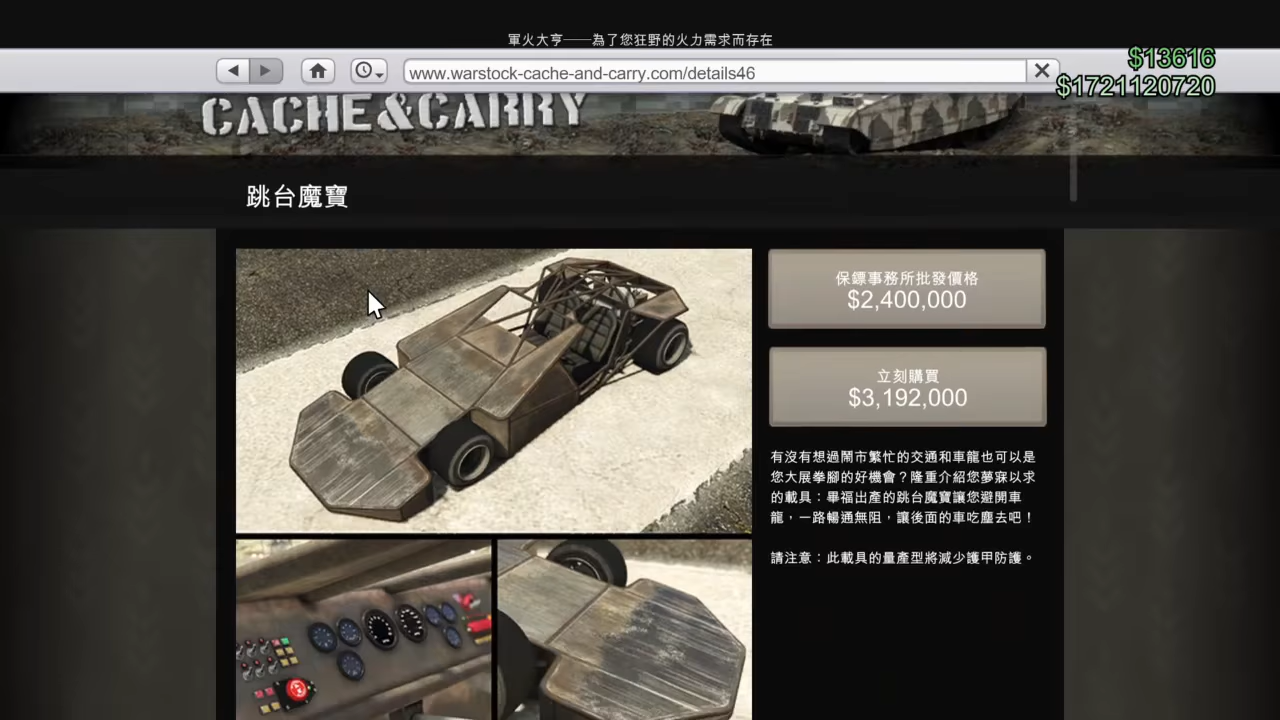 軍火大亨──為了您狂野的火力需求而存在
$13616
www.warstock-cache-and-carry.com/details46
$1721120720
CACHE&CARRY
跳台魔寶
保鏢事務所批發價格
$2,400,000
立刻購買
$3,192,000
有沒有想過鬧市繁忙的交通和車龍也可以是
您大展拳腳的好機會？隆重介紹您夢寐以求
的載具：畢福出產的跳台魔寶讓您避開車
龍，一路暢通無阻，讓後面的車吃塵去吧！
請注意：此載具的量產型將減少護甲防護。